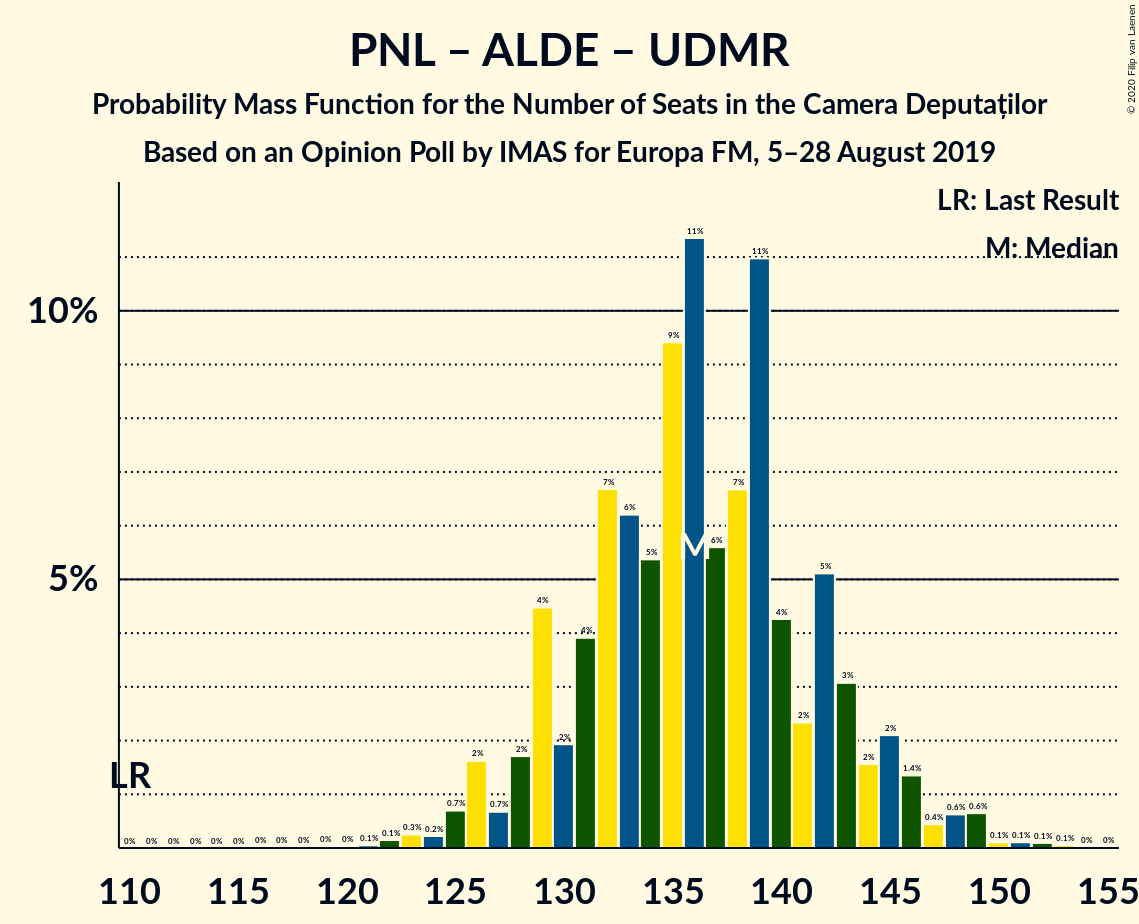 © 2020 Filip van Laenen
PNL – ALDE – UDMR
Probability Mass Function for the Number of Seats in the Camera Deputaților
Based on an Opinion Poll by IMAS for Europa FM, 5–28 August 2019
LR: Last Result
M: Median
10%
5%
LR
M
0% 0% 0% 0% 0% 0% 0% 0% 0% 0% 0% 0.1% 0.1% 0.3% 0.2% 0.7% 2% 0.7% 2% 4% 2% 4% 7% 6% 5% 9% 11% 6% 7% 11% 4% 2% 5% 3% 2% 2% 1.4% 0.4% 0.6% 0.6% 0.1% 0.1% 0.1% 0.1% 0% 0%
110 115 120 125 130 135 140 145 150 155